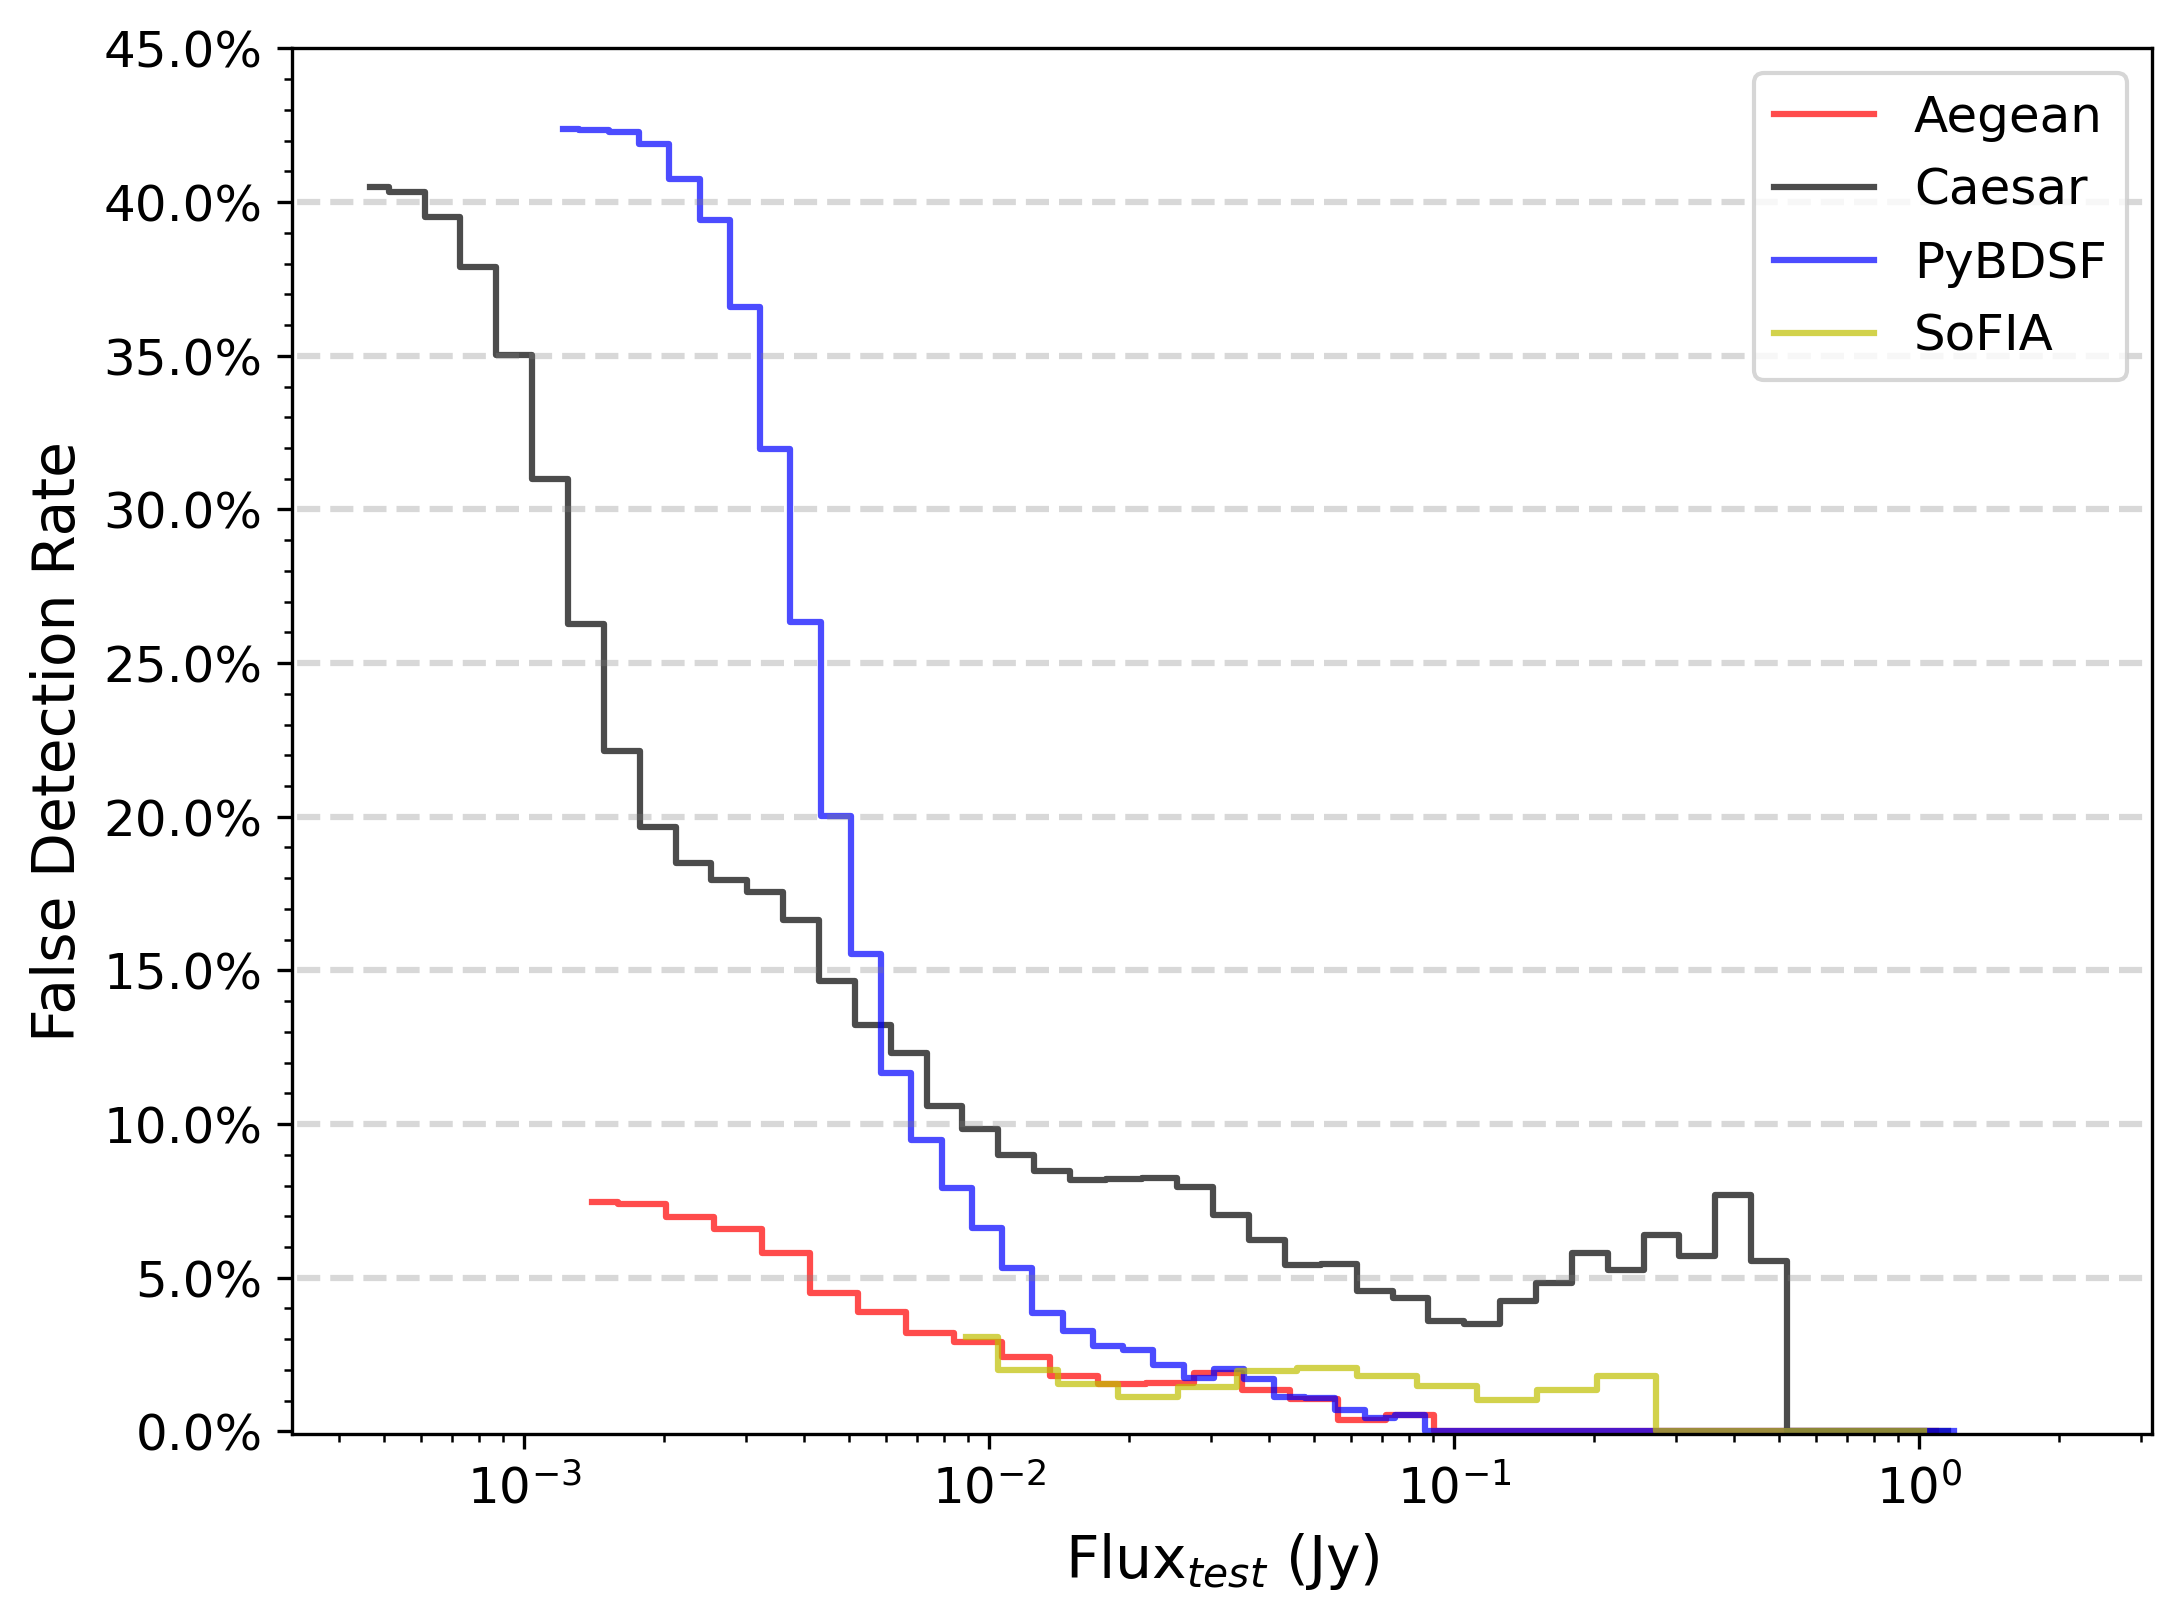 45.0%
40.0%
35.0%
30.0%
25.0%
20.0%
15.0%
10.0%
5.0%
0.0%
False Detection Rate
Aegean
Caesar
PyBDSF
SoFIA
10⁻³ 10⁻² 10⁻¹ 10⁰
Flux_test (Jy)